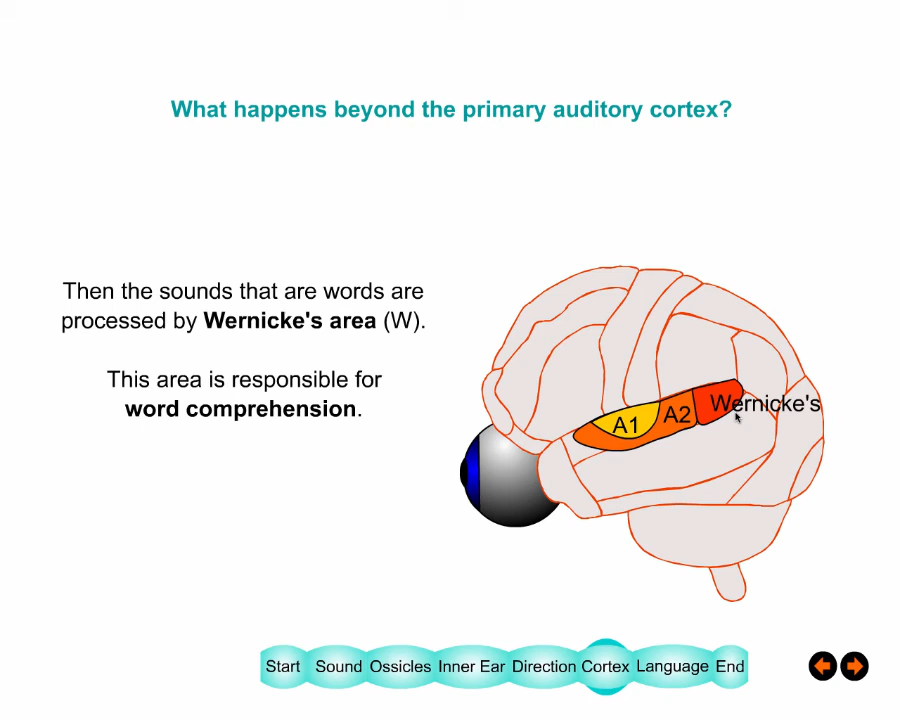 What happens beyond the primary auditory cortex?
Then the sounds that are words are
processed by Wernicke's area (W).
This area is responsible for
word comprehension.
A1
A2
Wernicke's
Start Sound Ossicles Inner Ear Direction Cortex Language End